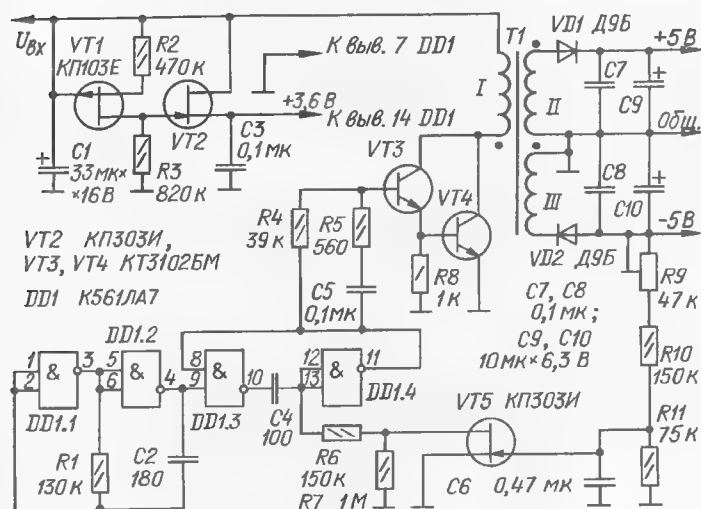 Uвх
VT1
КП103Е
R2
470 к
К выв. 7 DD1
+3,6 В
К выв. 14 DD1
VT2
C1
33 мк×
×16 В
R3
820 к
C3
0,1 мк
T1
I
II
III
VD1 Д9Б
+5 В
C7
C9
Общ.
C8
C10
-5 В
VD2 Д9Б
VT3
VT4
R4
39 к
R5
560
R8
1 к
C5
0,1 мк
VT2 КП303И,
VT3, VT4 КТ3102БМ
DD1 К561ЛА7
C7, C8
0,1 мк;
C9, C10
10 мк×6,3 В
R9
47 к
R10
150 к
R11
75 к
DD1.2
1
2
&
3
DD1.1
5
6
&
4
8
9
&
10
DD1.3
C4
100
12
13
&
11
DD1.4
VT5 КП303И
R1
130 к
C2
180
R6
150 к
R7 1М
C6
0,47 мк